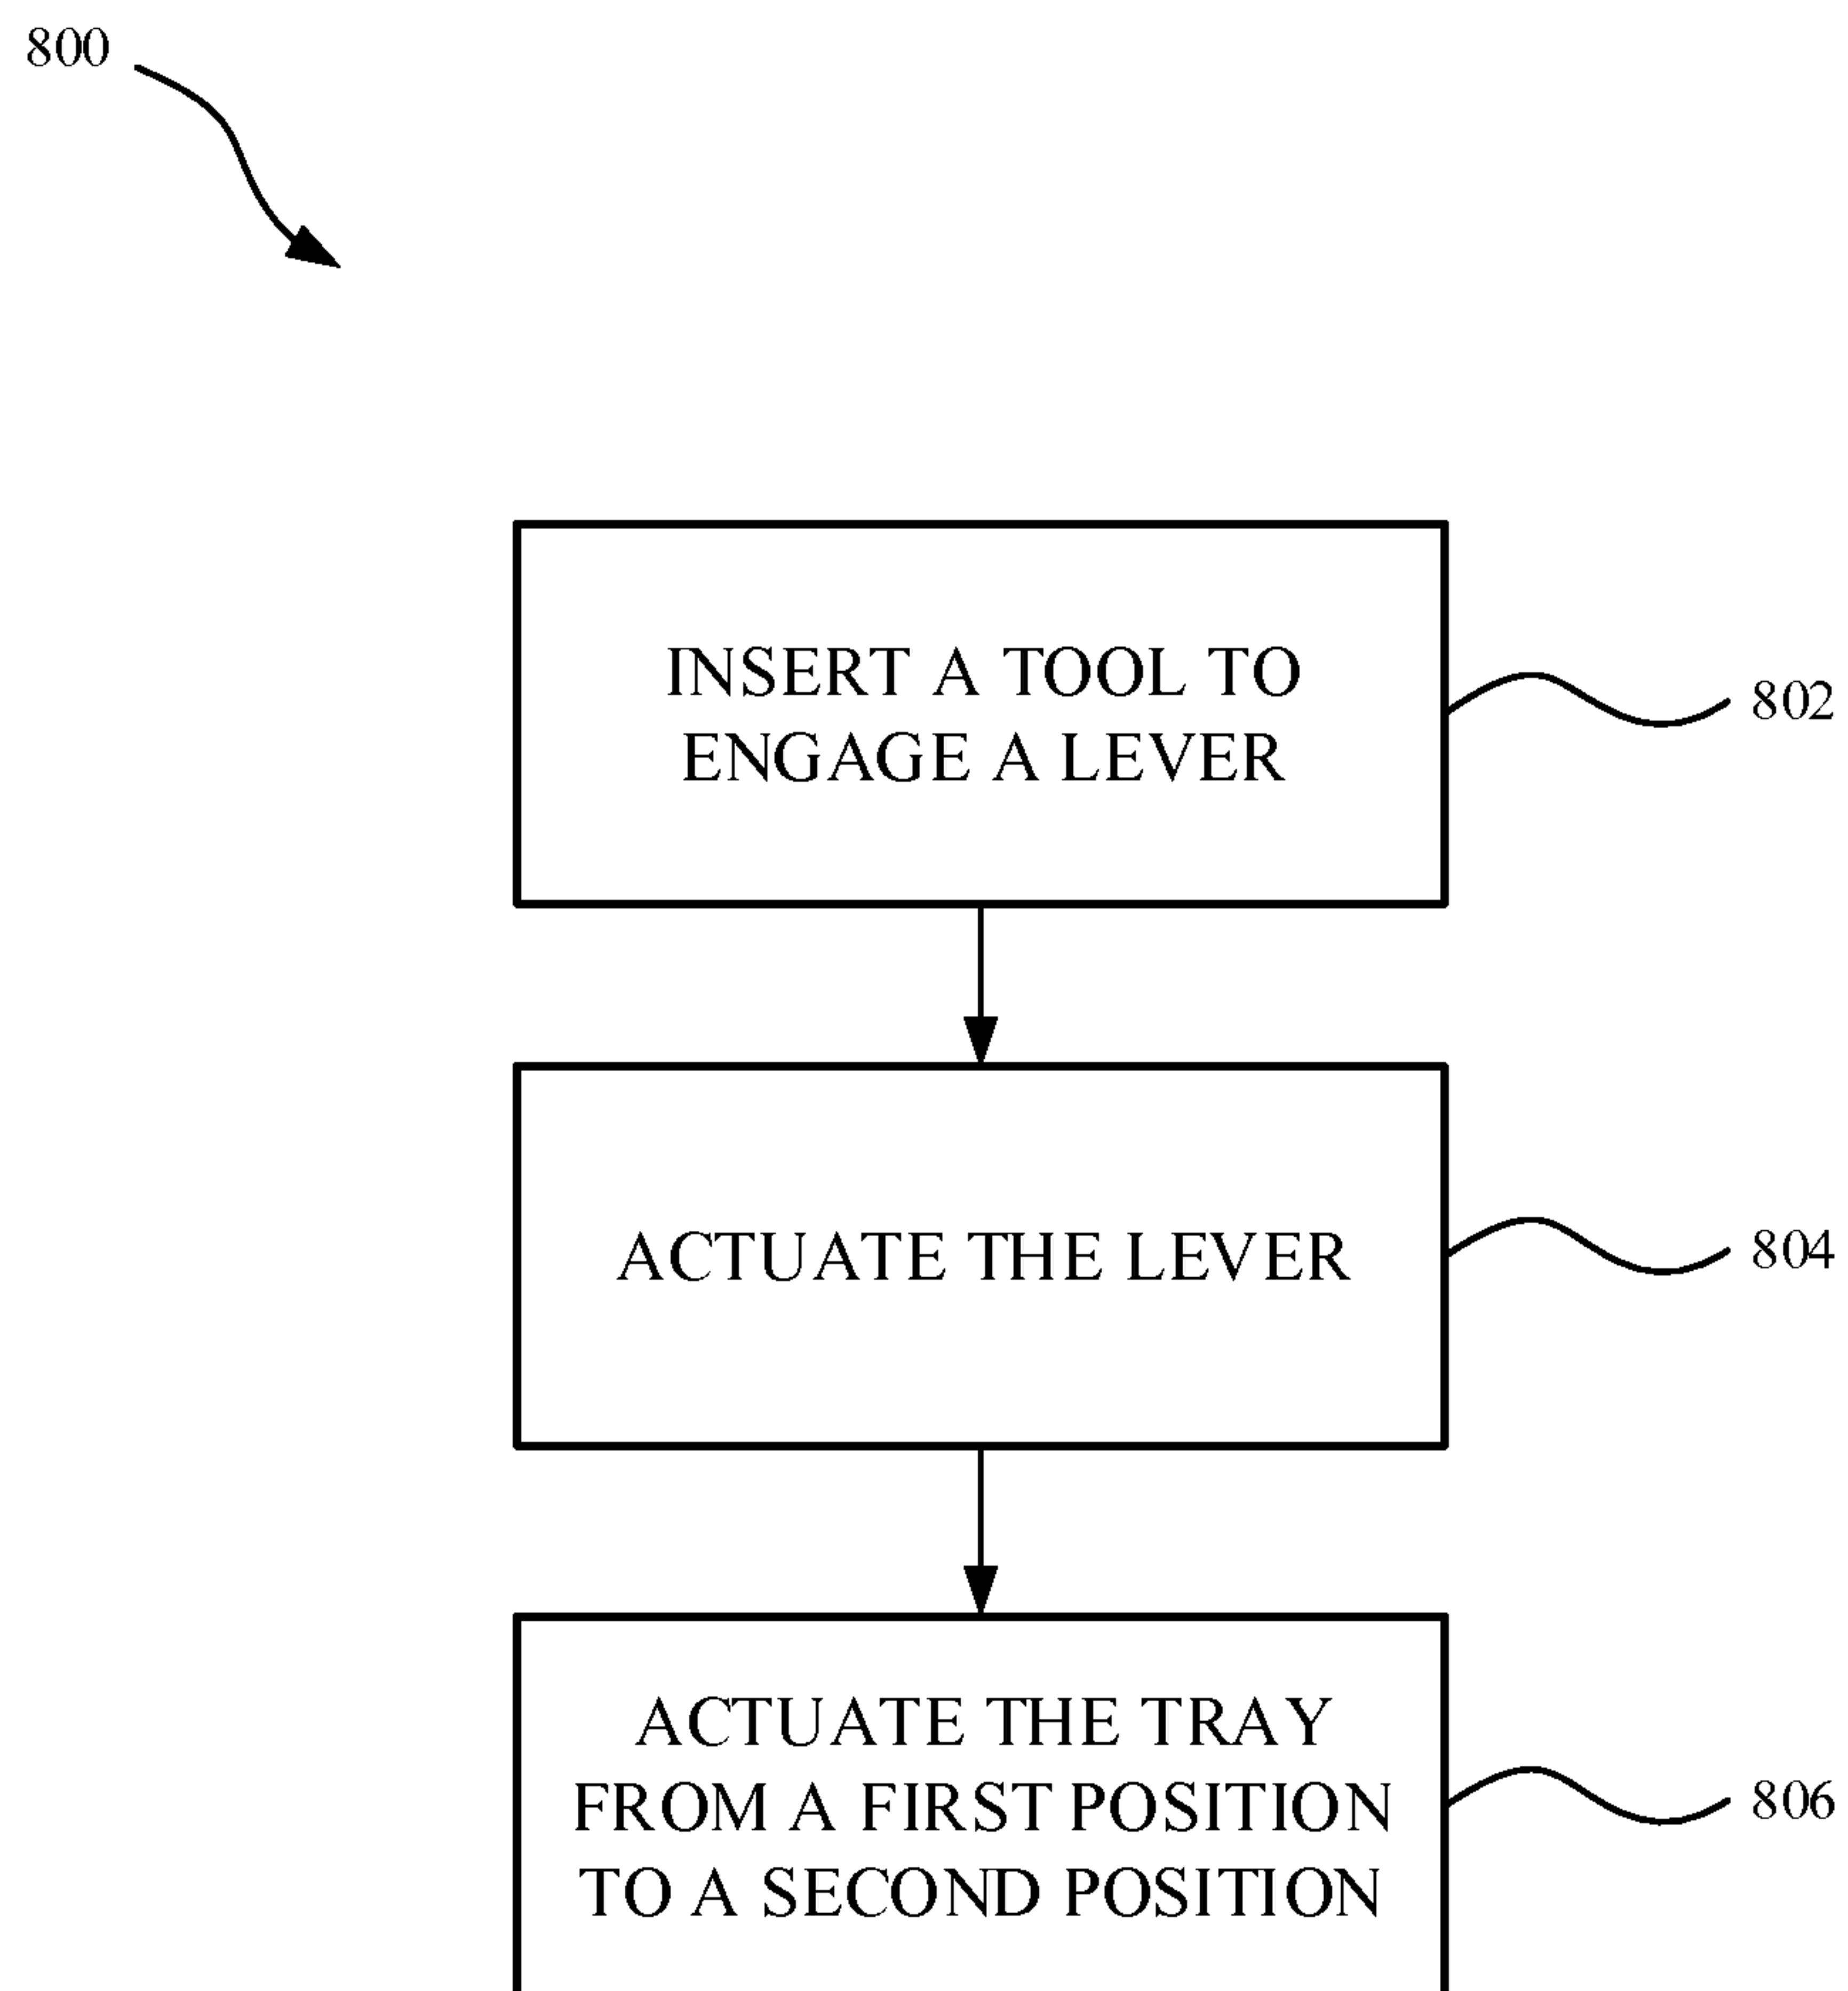 800
INSERT A TOOL TO
ENGAGE A LEVER
802
ACTUATE THE LEVER
804
ACTUATE THE TRAY
FROM A FIRST POSITION
TO A SECOND POSITION
806